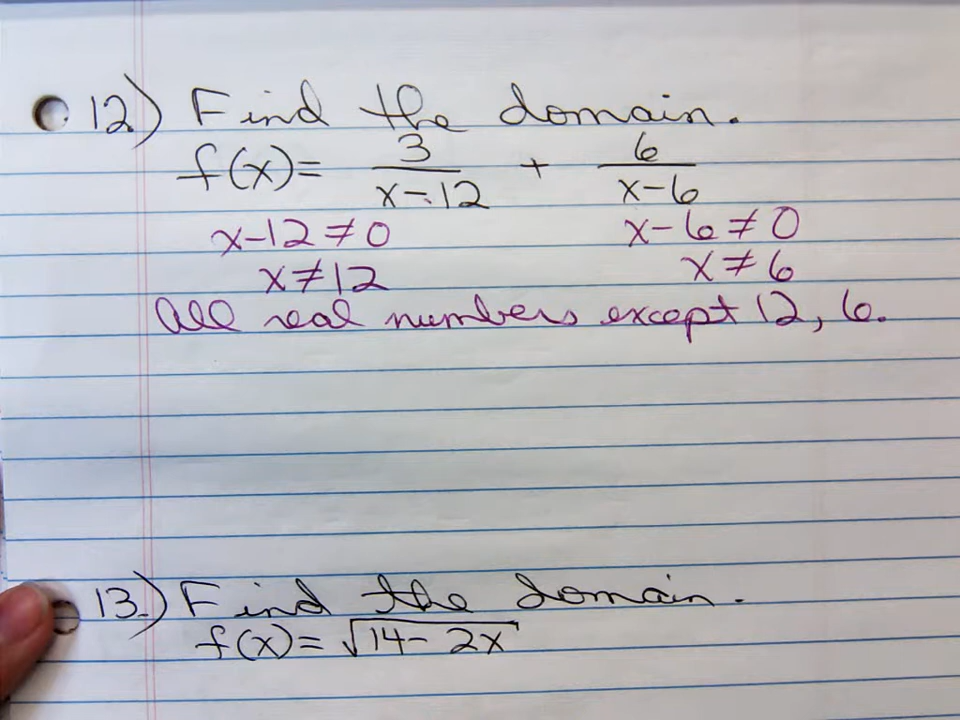 12.) Find the domain.
f(x) = 3/(x-12) + 6/(x-6)
x-12≠0 x-6≠0
x≠12 x≠6
All real numbers except 12, 6.
13.) Find the domain.
f(x) = √(14-2x)